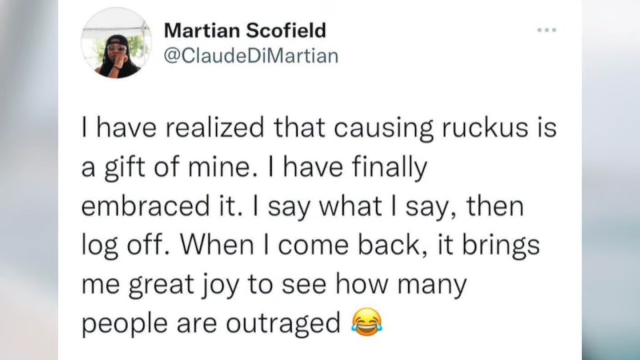 Martian Scofield
@ClaudeDiMartian
I have realized that causing ruckus is
a gift of mine. I have finally
embraced it. I say what I say, then
log off. When I come back, it brings
me great joy to see how many
people are outraged 😂